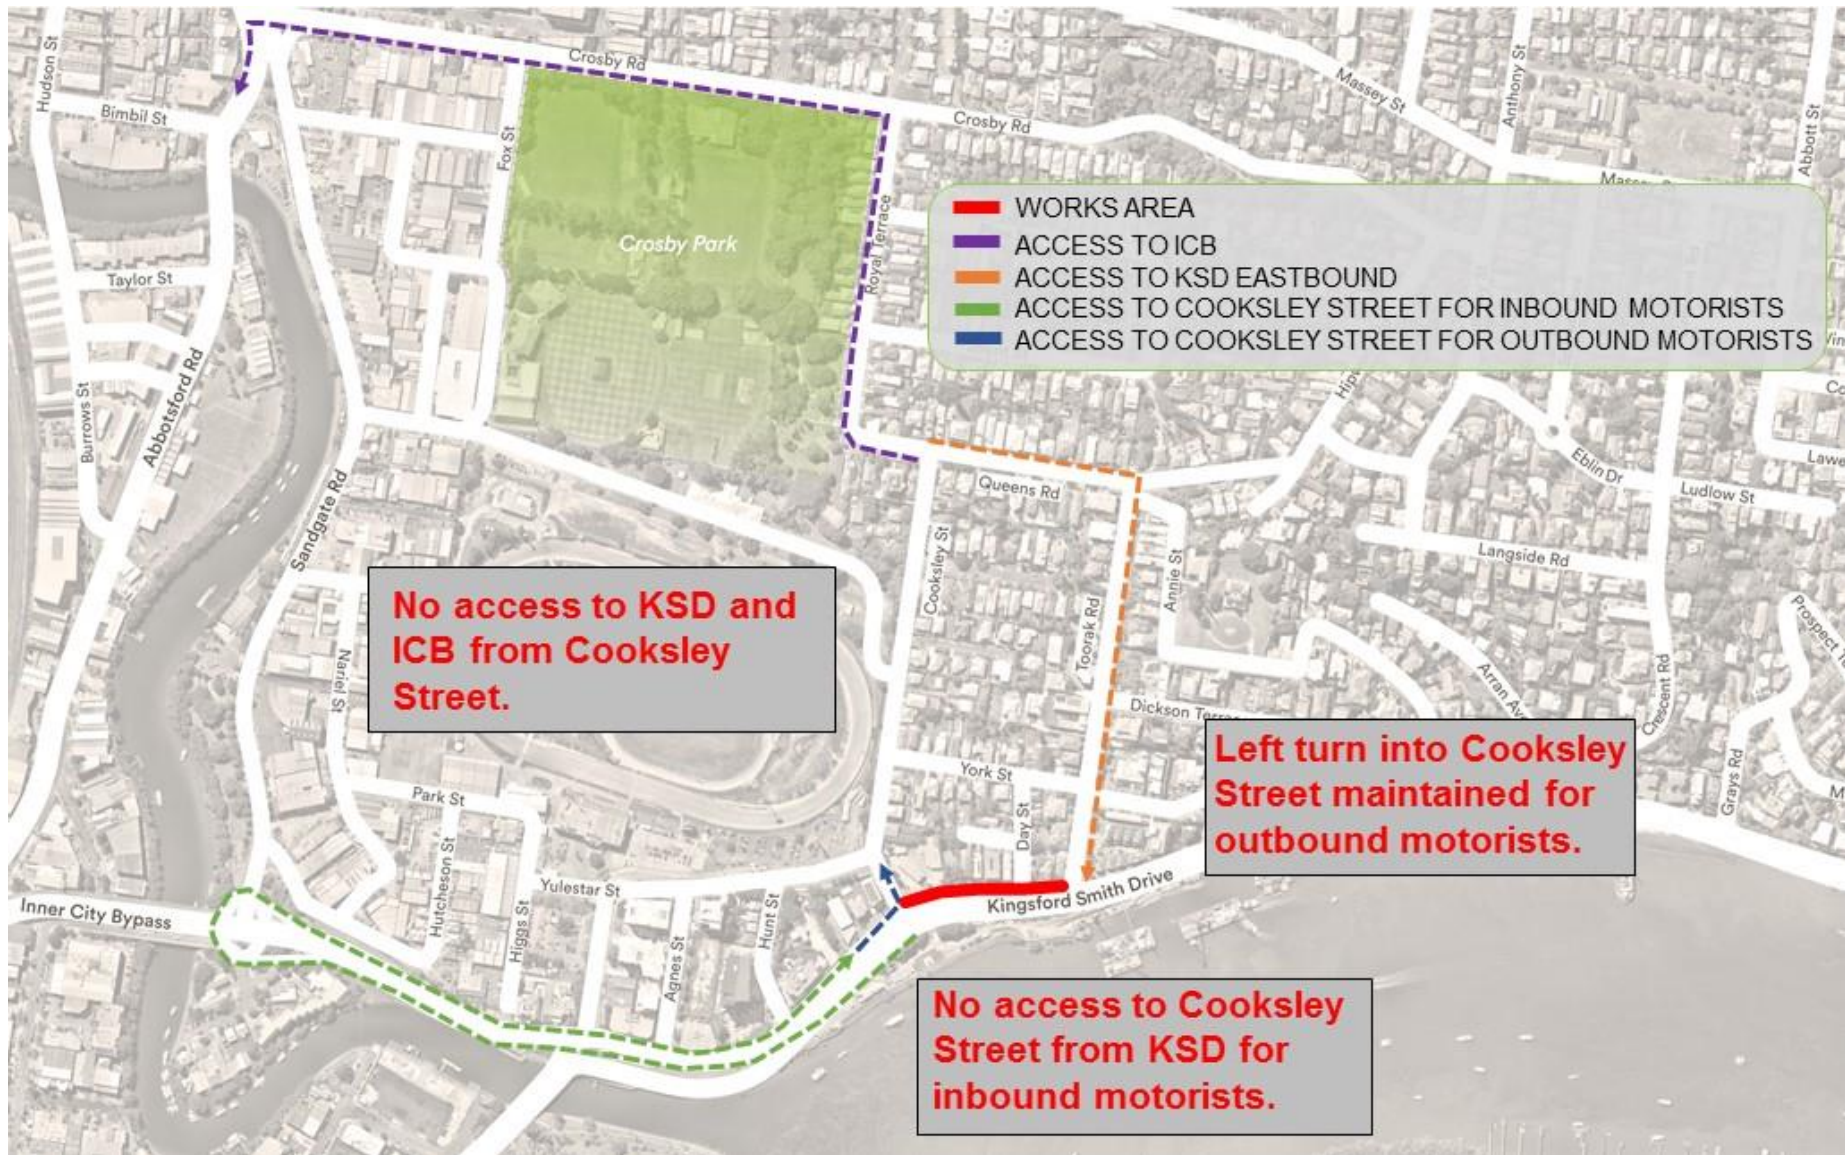 Hudson St
Crosby Rd
Massey St
Anthony St
Abbott St
Bimbil St
Fox St
Crosby Rd
WORKS AREA
ACCESS TO ICB
ACCESS TO KSD EASTBOUND
ACCESS TO COOKSLEY STREET FOR INBOUND MOTORISTS
ACCESS TO COOKSLEY STREET FOR OUTBOUND MOTORISTS
Crosby Park
Royal Terrace
Taylor St
Burrows St
Abbotsford Rd
Sandgate Rd
Queens Rd
Eblin Dr
Ludlow St
Langside Rd
Cooksley St
Annie St
Toorak Rd
Nariel St
No access to KSD and
ICB from Cooksley
Street.
Arran Av
Crescent Rd
Prospect T
Dickson Terra
Grays Rd
Left turn into Cooksley
Street maintained for
outbound motorists.
York St
Day St
Park St
Hutcheson St
Yulestar St
Higgs St
Agnes St
Hunt St
Inner City Bypass
Kingsford Smith Drive
No access to Cooksley
Street from KSD for
inbound motorists.